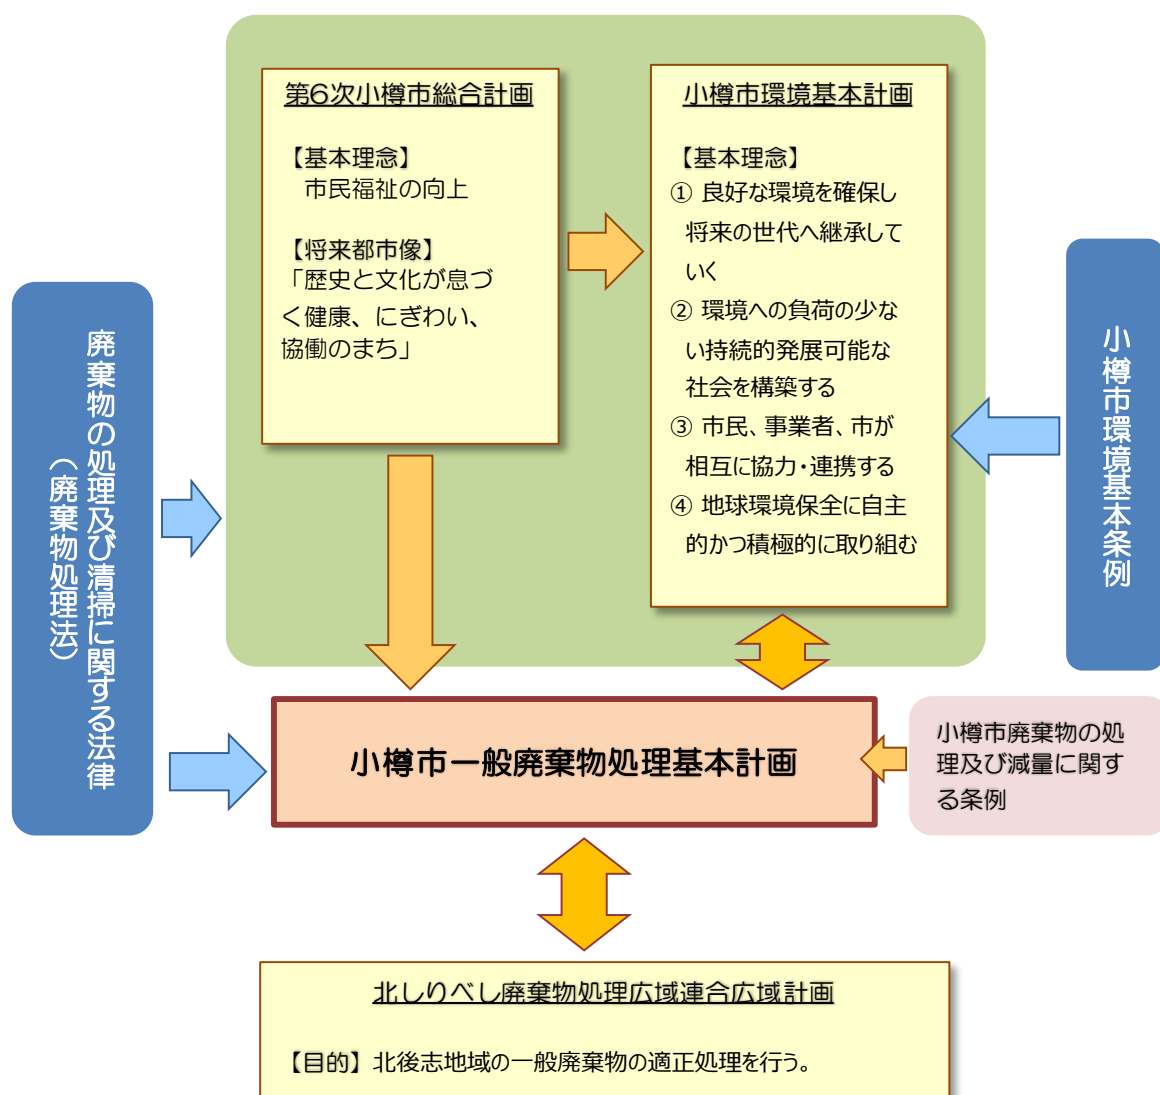 第6次小樽市総合計画
【基本理念】
市民福祉の向上
【将来都市像】
「歴史と文化が息づ
く健康、にぎわい、
協働のまち」
小樽市環境基本計画
【基本理念】
① 良好な環境を確保し
将来の世代へ継承して
いく
② 環境への負荷の少な
い持続的発展可能な
社会を構築する
③ 市民、事業者、市が
相互に協力・連携する
④ 地球環境保全に自主
的かつ積極的に取り組む
廃棄物の処理及び清掃に関する法律
（廃棄物処理法）
小樽市環境基本条例
小樽市一般廃棄物処理基本計画
小樽市廃棄物の処
理及び減量に関す
る条例
北しりべし廃棄物処理広域連合広域計画
【目的】北後志地域の一般廃棄物の適正処理を行う。